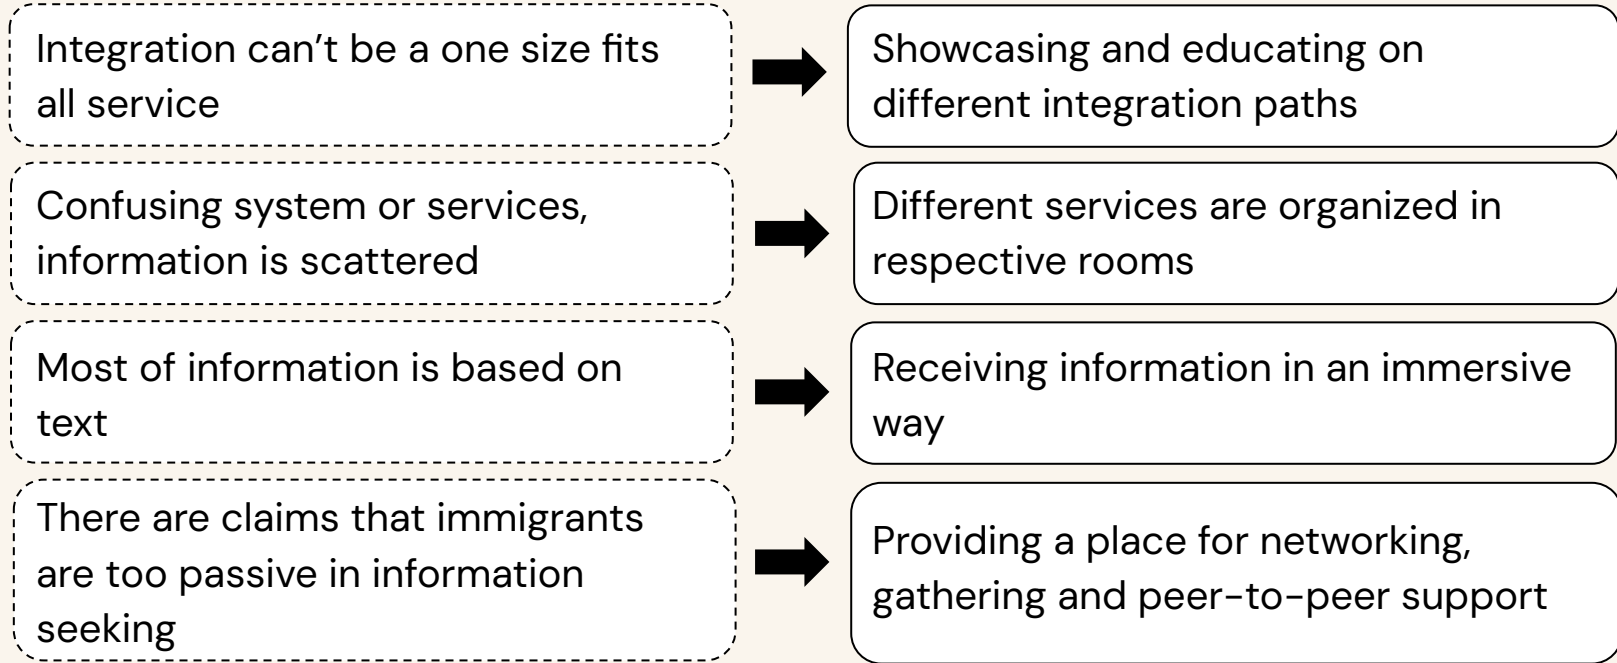 Integration can’t be a one size fits
all service
Showcasing and educating on
different integration paths
Confusing system or services,
information is scattered
Different services are organized in
respective rooms
Most of information is based on
text
Receiving information in an immersive
way
There are claims that immigrants
are too passive in information
seeking
Providing a place for networking,
gathering and peer-to-peer support